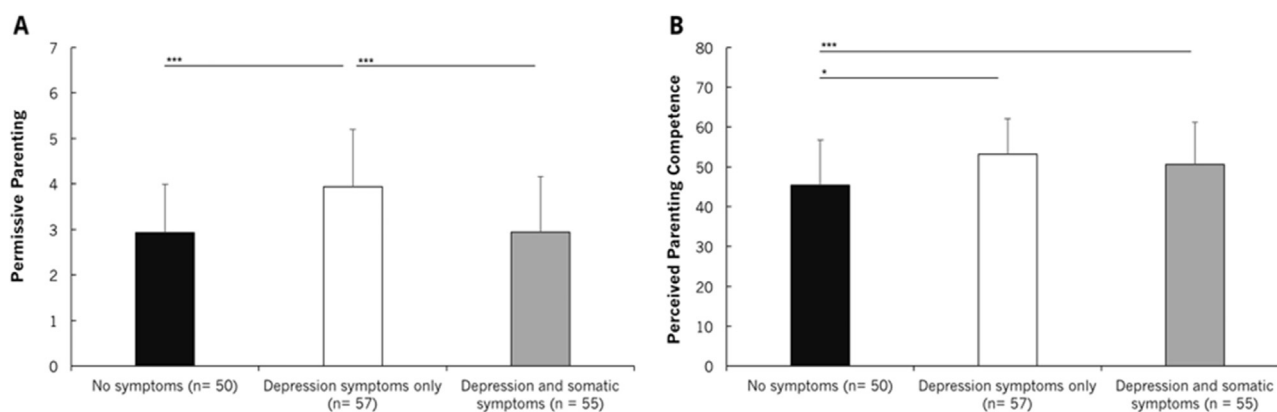 A
Permissive Parenting
7
6
5
4
3
2
1
0
***
***
No symptoms (n= 50)
Depression symptoms only
(n= 57)
Depression and somatic
symptoms (n = 55)
B
Perceived Parenting Competence
80
70
60
50
40
30
20
10
0
***
*
No symptoms (n= 50)
Depression symptoms only
(n= 57)
Depression and somatic
symptoms (n = 55)